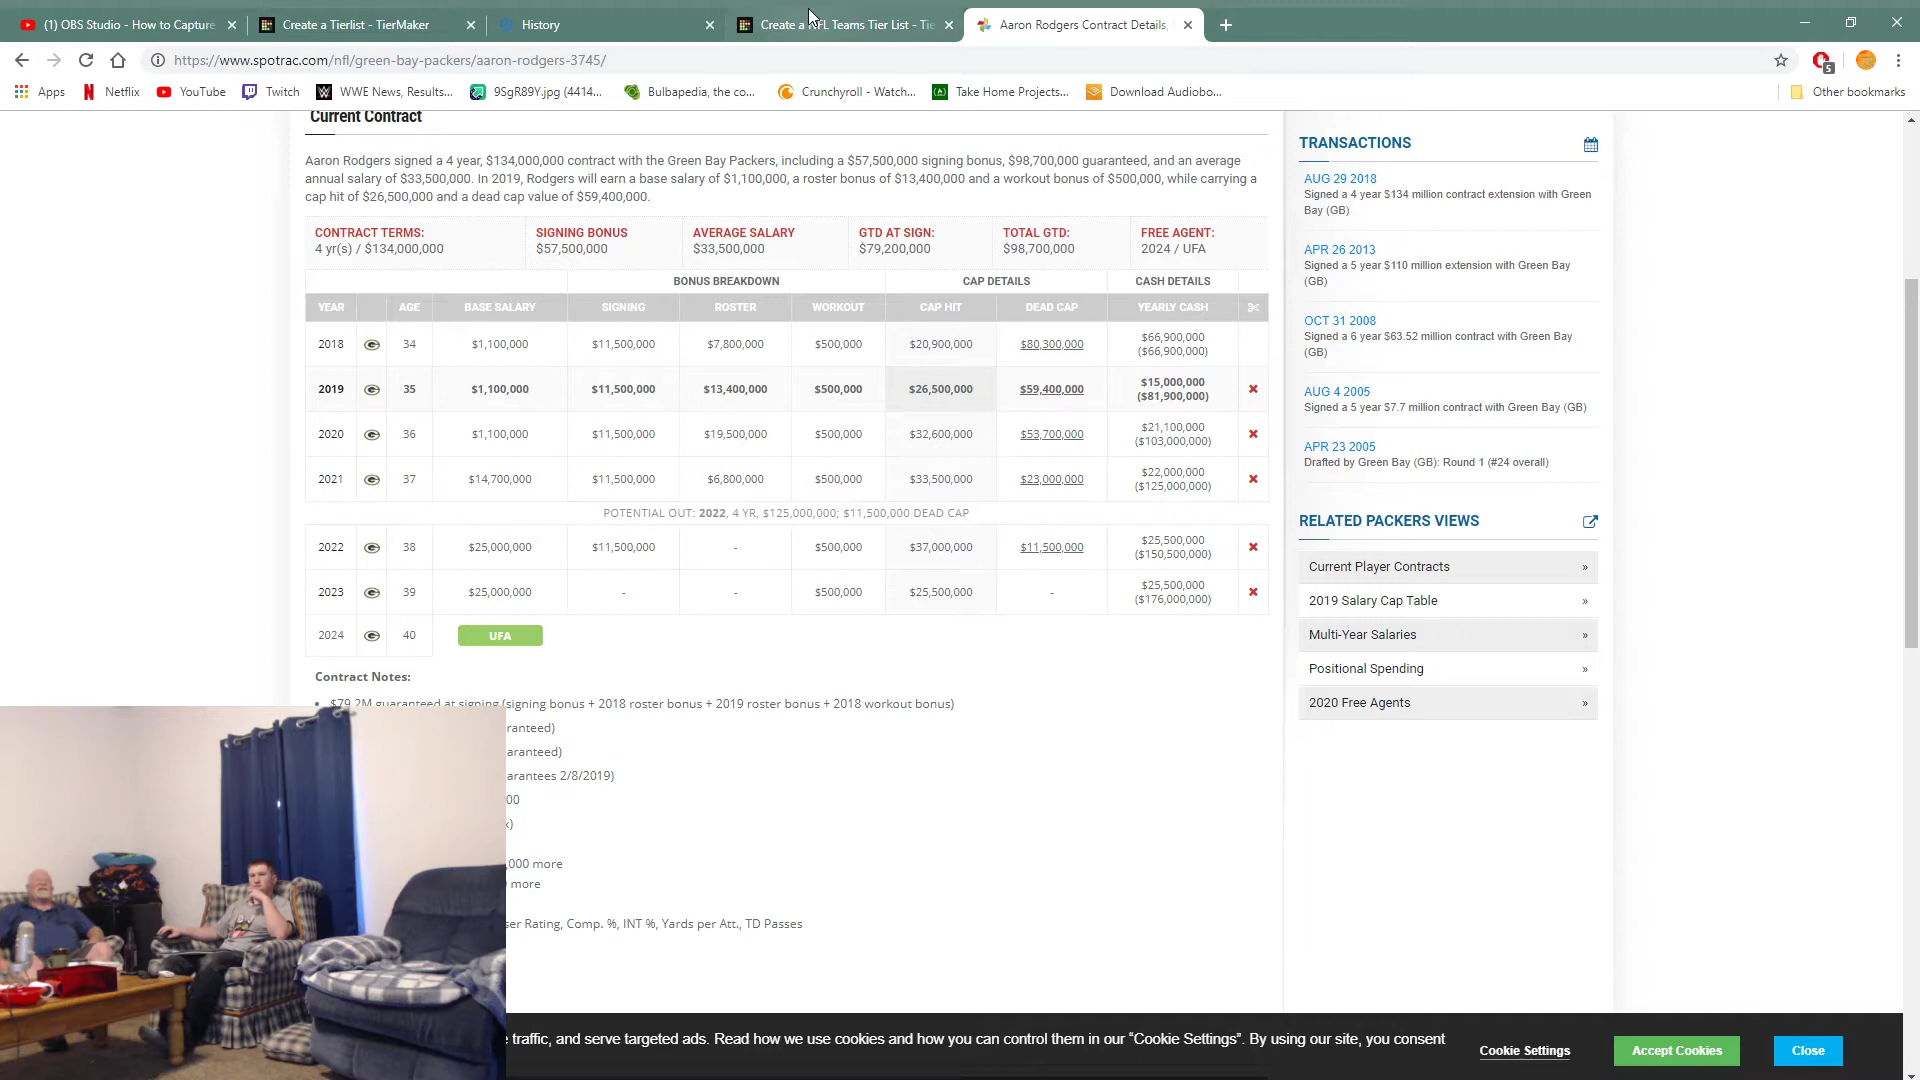 (1) OBS Studio - How to Capture
Create a Tierlist - TierMaker
History
Create a NFL Teams Tier List - Tie
Aaron Rodgers Contract Details,
https://www.spotrac.com/nfl/green-bay-packers/aaron-rodgers-3745/
5
Apps
Netflix
YouTube
Twitch
WWE News, Results...
9SgR89Y.jpg (4414...
Bulbapedia, the co...
Crunchyroll - Watch...
Take Home Projects...
Download Audiobo...
Other bookmarks
Current Contract
Aaron Rodgers signed a 4 year, $134,000,000 contract with the Green Bay Packers, including a $57,500,000 signing bonus, $98,700,000 guaranteed, and an average
annual salary of $33,500,000. In 2019, Rodgers will earn a base salary of $1,100,000, a roster bonus of $13,400,000 and a workout bonus of $500,000, while carrying a
cap hit of $26,500,000 and a dead cap value of $59,400,000.
CONTRACT TERMS: SIGNING BONUS AVERAGE SALARY GTD AT SIGN: TOTAL GTD: FREE AGENT:
4 yr(s) / $134,000,000 $57,500,000 $33,500,000 $79,200,000 $98,700,000 2024 / UFA
BONUS BREAKDOWN CAP DETAILS CASH DETAILS
YEAR AGE BASE SALARY SIGNING ROSTER WORKOUT CAP HIT DEAD CAP YEARLY CASH
2018 34 $1,100,000 $11,500,000 $7,800,000 $500,000 $20,900,000 $80,300,000 $66,900,000
($66,900,000)
2019 35 $1,100,000 $11,500,000 $13,400,000 $500,000 $26,500,000 $59,400,000 $15,000,000
($81,900,000)
2020 36 $1,100,000 $11,500,000 $19,500,000 $500,000 $32,600,000 $53,700,000 $21,100,000
($103,000,000)
2021 37 $14,700,000 $11,500,000 $6,800,000 $500,000 $33,500,000 $23,000,000 $22,000,000
($125,000,000)
POTENTIAL OUT: 2022, 4 YR, $125,000,000; $11,500,000 DEAD CAP
2022 38 $25,000,000 $11,500,000 - $500,000 $37,000,000 $11,500,000 $25,500,000
($150,500,000)
2023 39 $25,000,000 - - $500,000 $25,500,000 - $25,500,000
($176,000,000)
2024 40 UFA
Contract Notes:
$79.2M guaranteed at signing (signing bonus + 2018 roster bonus + 2019 roster bonus + 2018 workout bonus)
ranteed)
aranteed)
arantees 2/8/2019)
00
x)
,000 more
0 more
ser Rating, Comp. %, INT %, Yards per Att., TD Passes
TRANSACTIONS
AUG 29 2018
Signed a 4 year $134 million contract extension with Green
Bay (GB)
APR 26 2013
Signed a 5 year $110 million extension with Green Bay
(GB)
OCT 31 2008
Signed a 6 year $63.52 million contract with Green Bay
(GB)
AUG 4 2005
Signed a 5 year $7.7 million contract with Green Bay (GB)
APR 23 2005
Drafted by Green Bay (GB): Round 1 (#24 overall)
RELATED PACKERS VIEWS
Current Player Contracts »
2019 Salary Cap Table »
Multi-Year Salaries »
Positional Spending »
2020 Free Agents »
e traffic, and serve targeted ads. Read how we use cookies and how you can control them in our “Cookie Settings”. By using our site, you consent
Cookie Settings
Accept Cookies
Close